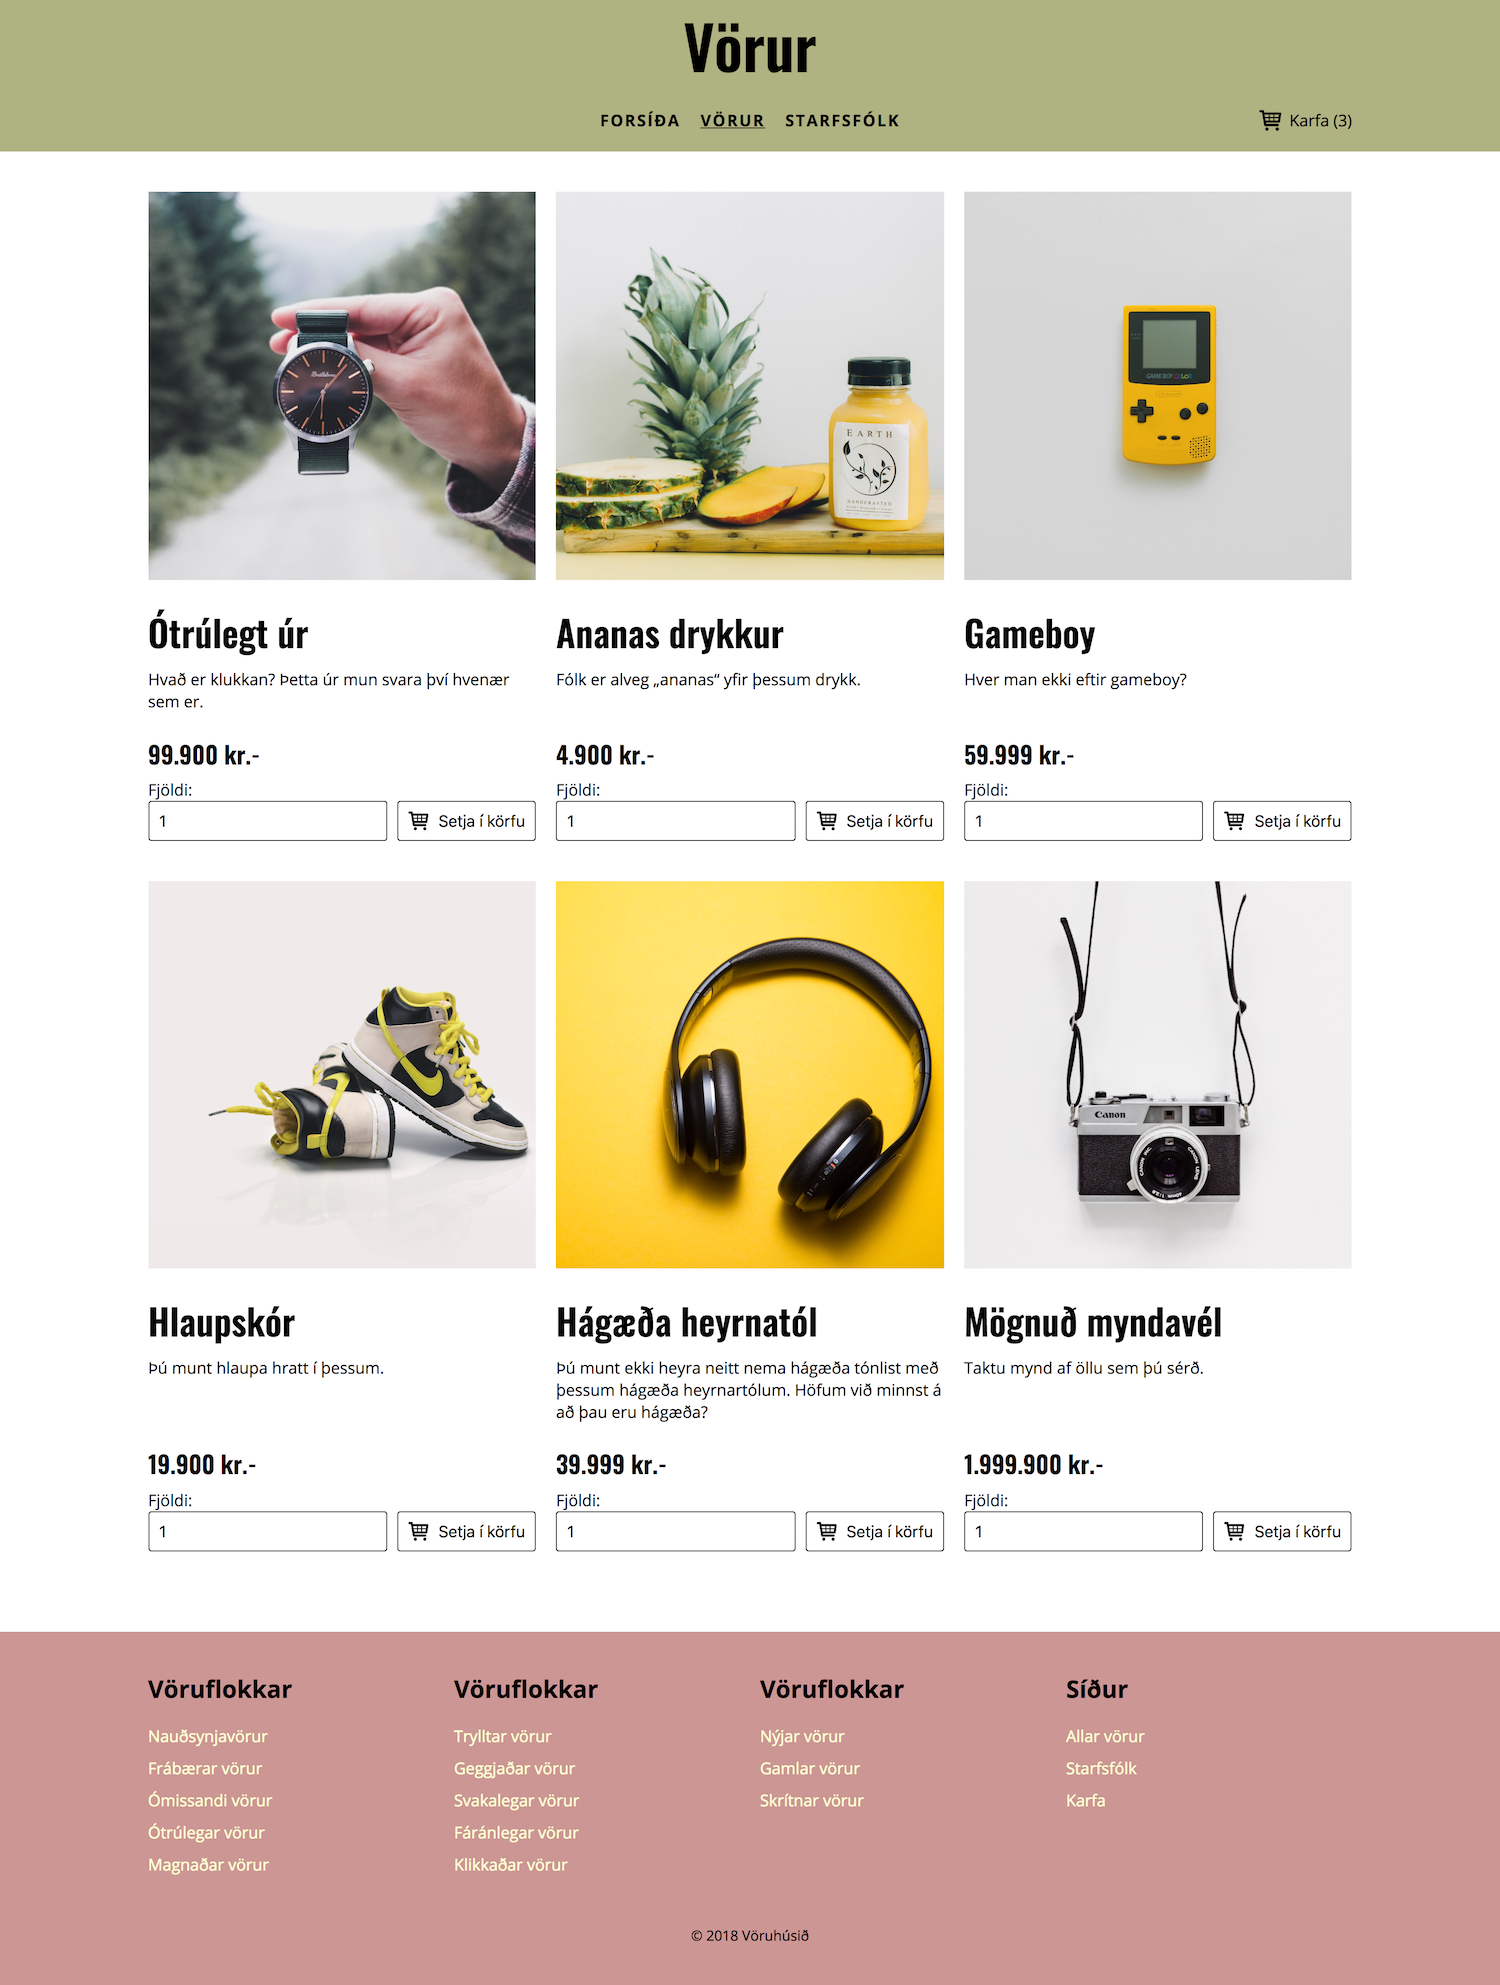 Vörur
FORSÍÐA VÖRUR STARFSFÓLK
Karfa (3)
EARTH
HANDCRAFTED
GAME BOY COLOR
Ótrúlegt úr
Hvað er klukkan? Þetta úr mun svara því hvenær
sem er.
99.900 kr.-
Fjöldi:
1
Setja í körfu
Ananas drykkur
Fólk er alveg „ananas“ yfir þessum drykk.
4.900 kr.-
Fjöldi:
1
Setja í körfu
Gameboy
Hver man ekki eftir gameboy?
59.999 kr.-
Fjöldi:
1
Setja í körfu
Canon
Hlaupskór
Þú munt hlaupa hratt í þessum.
19.900 kr.-
Fjöldi:
1
Setja í körfu
Hágæða heyrnatól
Þú munt ekki heyra neitt nema hágæða tónlist með
þessum hágæða heyrnartólum. Höfum við minnst á
að þau eru hágæða?
39.999 kr.-
Fjöldi:
1
Setja í körfu
Mögnuð myndavél
Taktu mynd af öllu sem þú sérð.
1.999.900 kr.-
Fjöldi:
1
Setja í körfu
Vöruflokkar
Nauðsynjavörur
Frábærar vörur
Ómissandi vörur
Ótrúlegar vörur
Magnaðar vörur
Vöruflokkar
Trylltar vörur
Geggjaðar vörur
Svakalegar vörur
Fáránlegar vörur
Klikkaðar vörur
Vöruflokkar
Nýjar vörur
Gamlar vörur
Skrítnar vörur
Síður
Allar vörur
Starfsfólk
Karfa
© 2018 Vöruhúsið